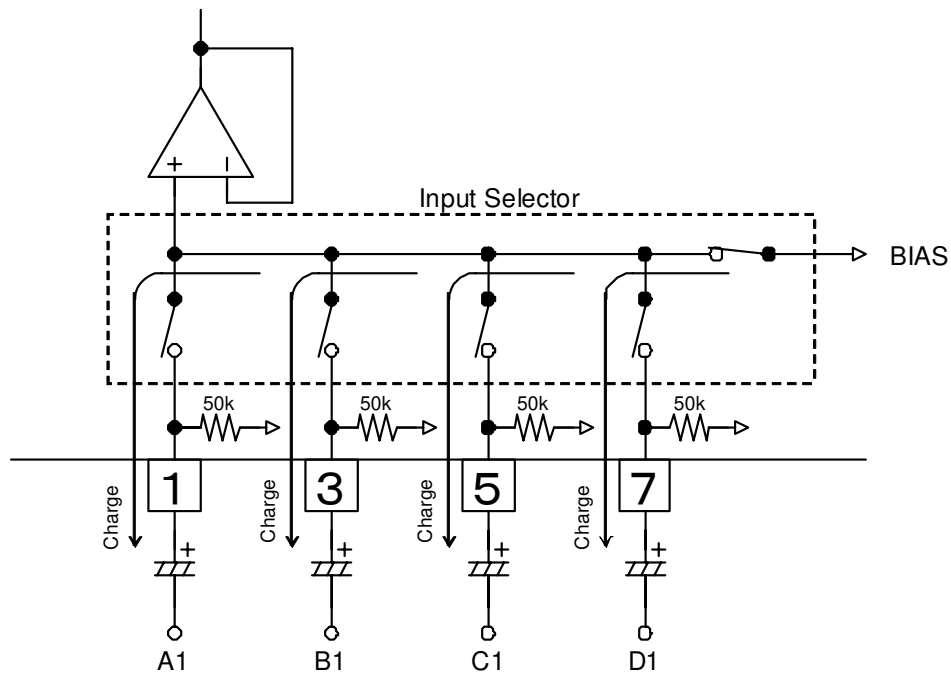 + −
Input Selector
BIAS
50k 50k 50k 50k
1 3 5 7
Charge Charge Charge Charge
+ + + +
A1 B1 C1 D1